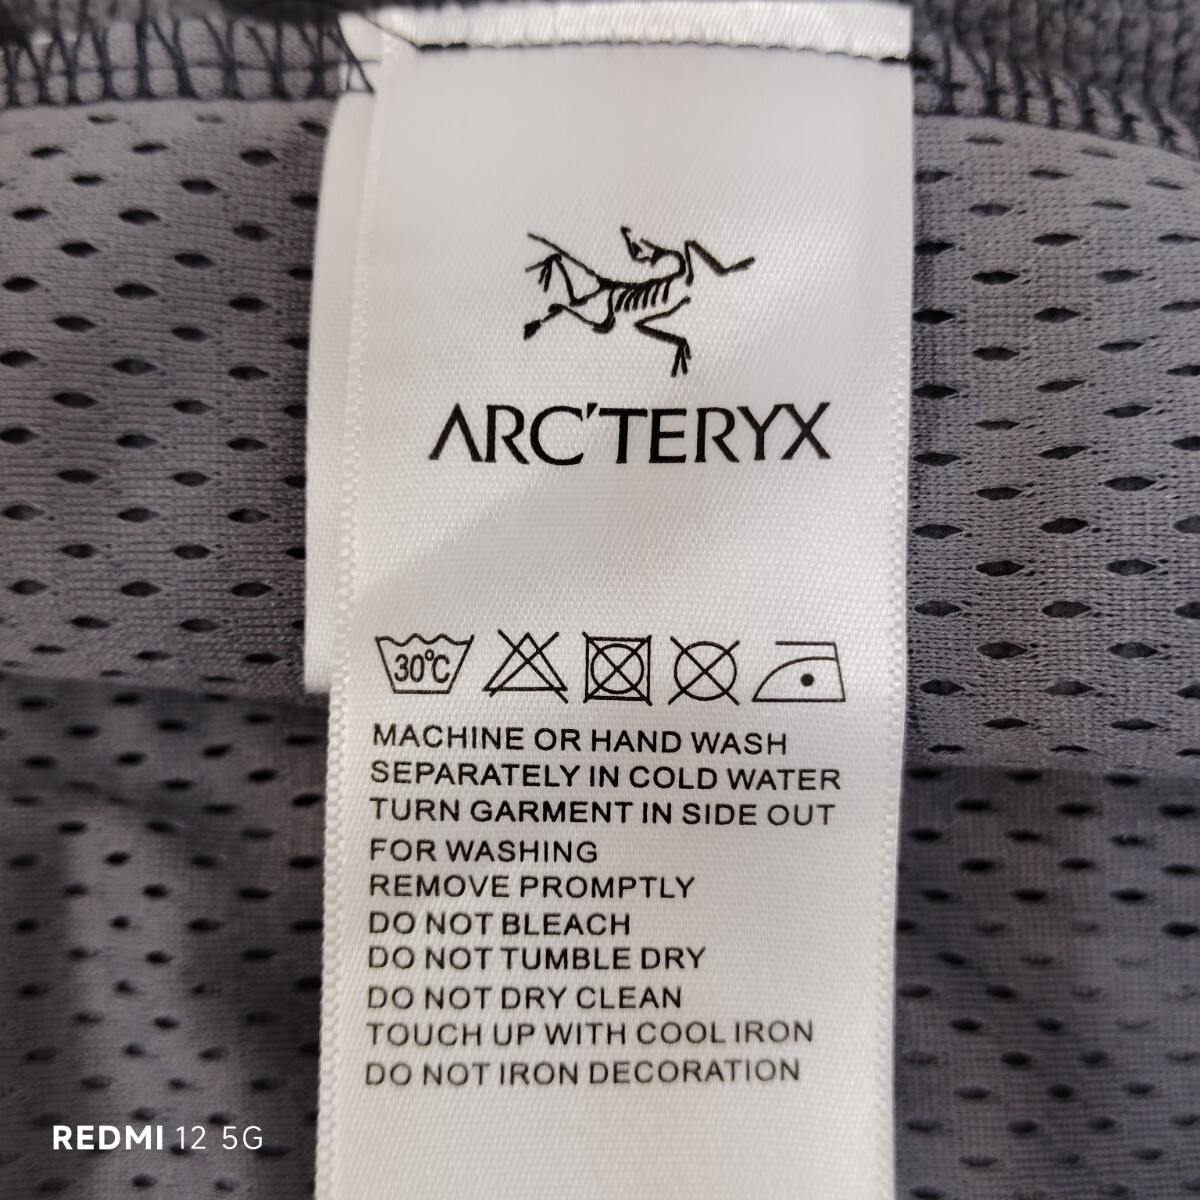 ARC'TERYX
30°C
MACHINE OR HAND WASH
SEPARATELY IN COLD WATER
TURN GARMENT IN SIDE OUT
FOR WASHING
REMOVE PROMPTLY
DO NOT BLEACH
DO NOT TUMBLE DRY
DO NOT DRY CLEAN
TOUCH UP WITH COOL IRON
DO NOT IRON DECORATION
REDMI 12 5G